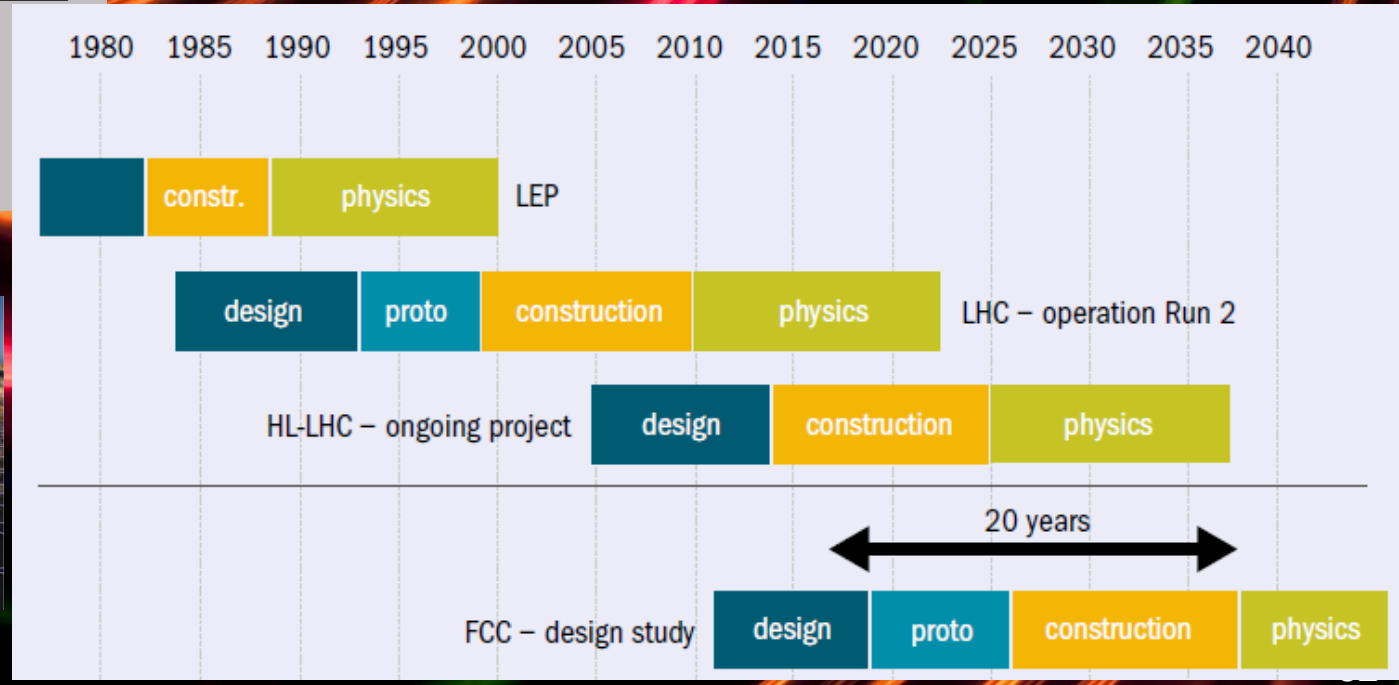 1980 1985 1990 1995 2000 2005 2010 2015 2020 2025 2030 2035 2040
constr. physics LEP
design proto construction physics LHC – operation Run 2
HL-LHC – ongoing project design construction physics
20 years
FCC – design study design proto construction physics